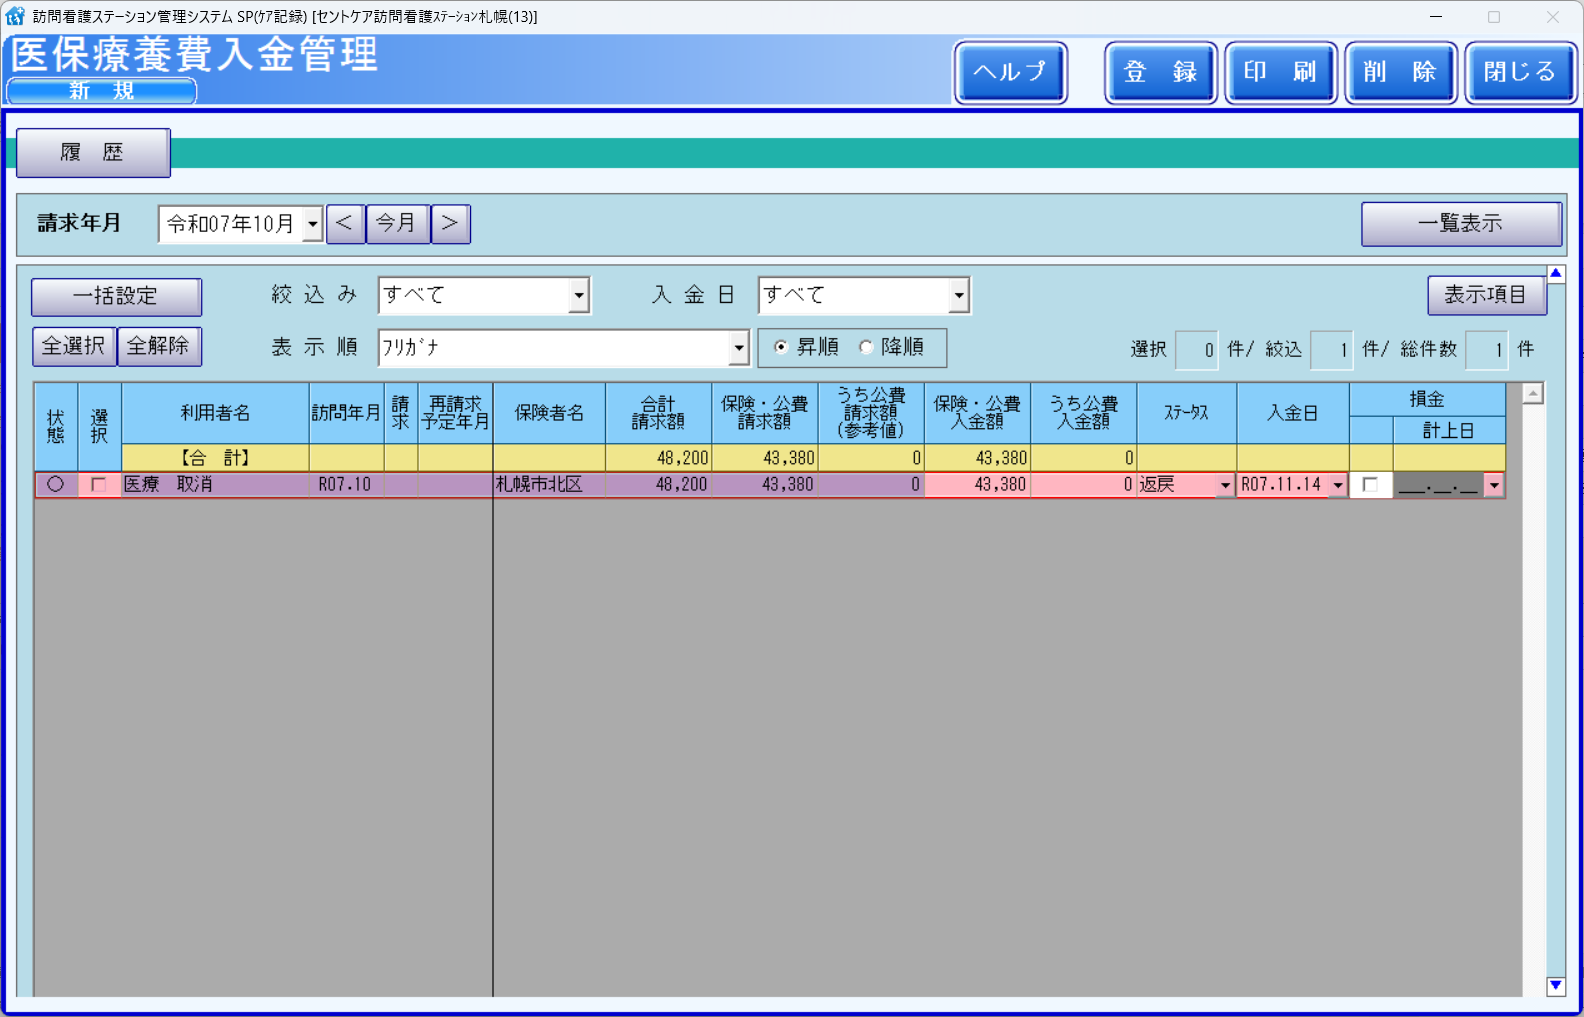 訪問看護ステーション管理システム SP(ｹｱ記録) [セントケア訪問看護ｽﾃｰｼｮﾝ札幌(13)]
医保療養費入金管理
新 規
ヘルプ
登 録
印 刷
削 除
閉じる
履 歴
請求年月
令和07年10月
<
今月
>
一覧表示
一括設定
絞 込 み
すべて
入 金 日
すべて
表示項目
全選択
全解除
表 示 順
ﾌﾘｶﾞﾅ
昇順
降順
選択 0 件/ 絞込 1 件/ 総件数 1 件
状態 選択 利用者名 訪問年月 請求 再請求予定年月 保険者名 合計請求額 保険・公費請求額 うち公費請求額(参考値) 保険・公費入金額 うち公費入金額 ｽﾃｰﾀｽ 入金日 損金
計上日
【合 計】 48,200 43,380 0 43,380 0
○ 医療 取消 R07.10 札幌市北区 48,200 43,380 0 43,380 0 返戻 R07.11.14 __.__.__